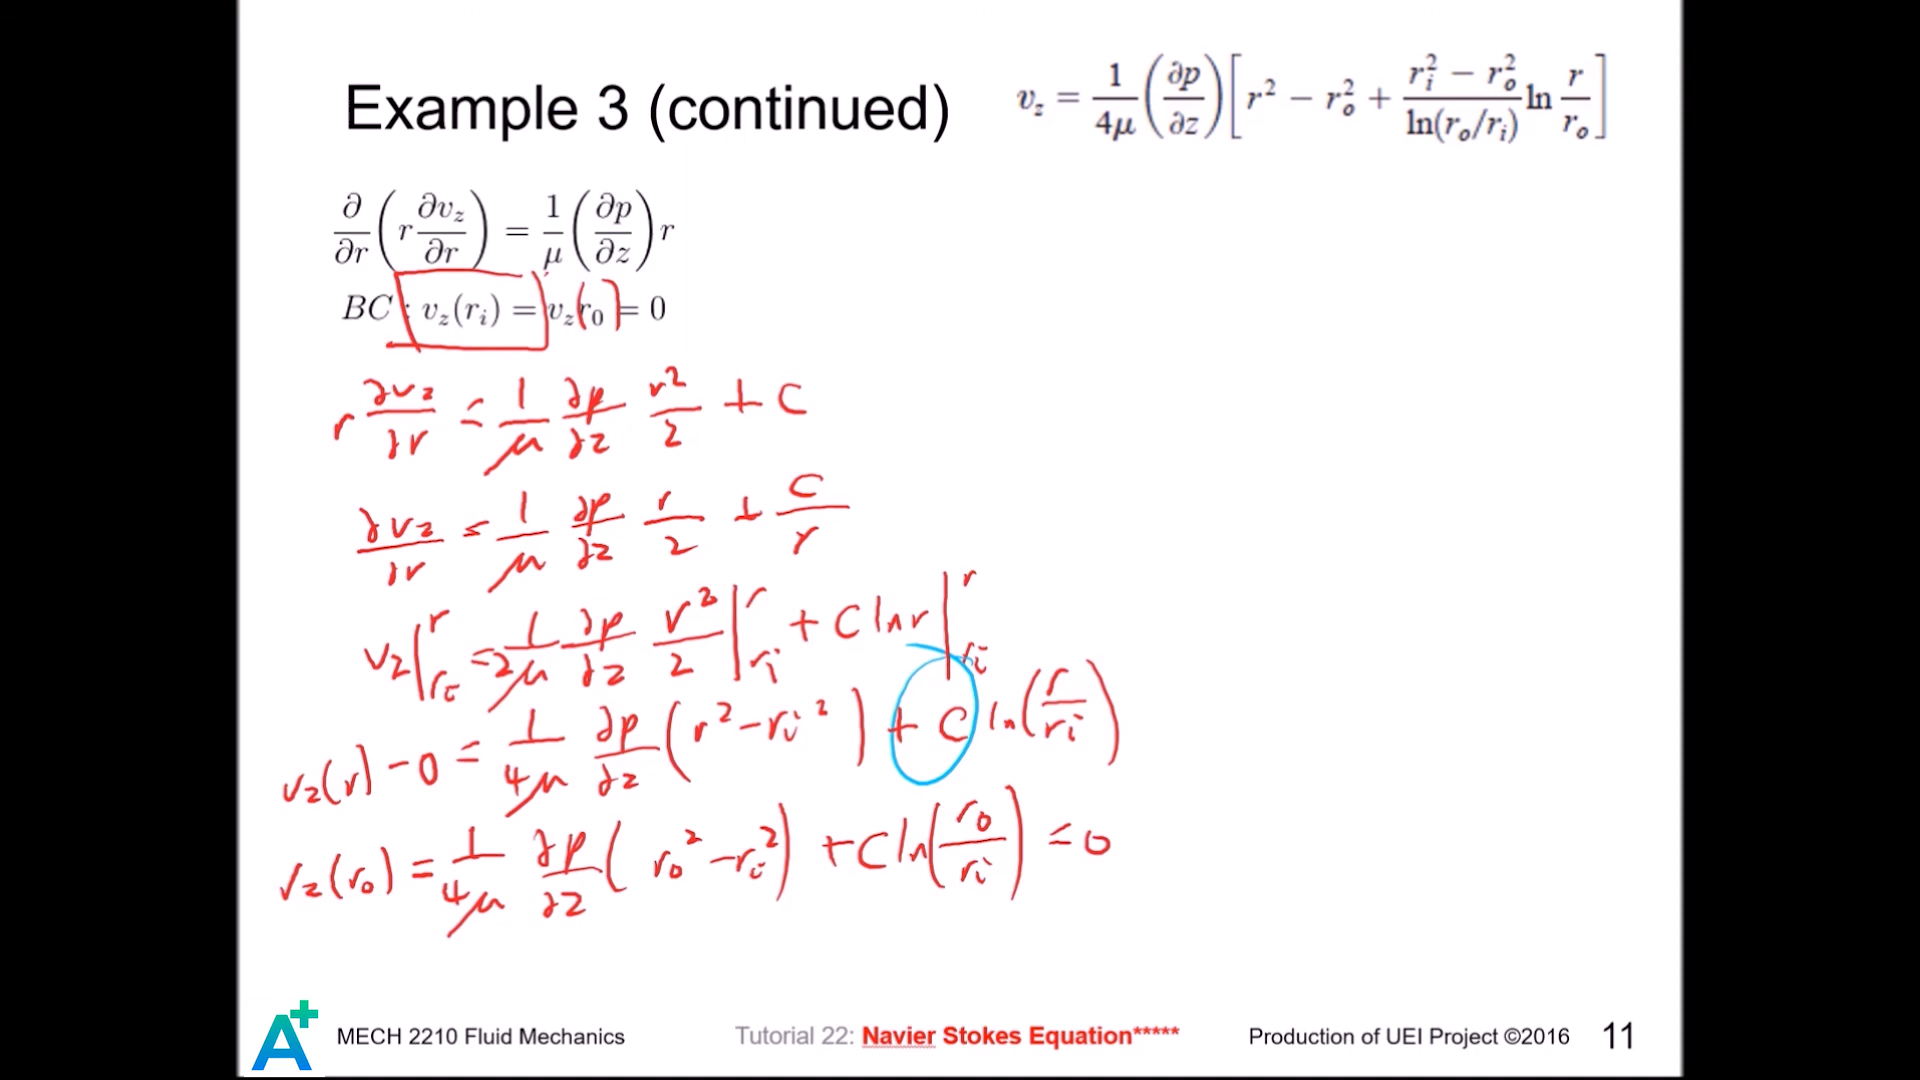 Example 3 (continued)
v_z = 1/4μ (∂p/∂z) [r² − r_o² + (r_i² − r_o²)/ln(r_o/r_i) ln r/r_o]
∂/∂r (r ∂v_z/∂r) = 1/μ (∂p/∂z) r
BC : v_z(r_i) = v_z(r_0) = 0
r ∂v_z/∂r = 1/μ ∂p/∂z r²/2 + C
∂v_z/∂r = 1/μ ∂p/∂z r/2 + C/r
v_z |_{r_i}^{r} = 1/2μ ∂p/∂z r²/2 |_{r_i}^{r} + C ln r |_{r_i}^{r}
v_z(r) − 0 = 1/4μ ∂p/∂z (r² − r_i²) + C ln(r/r_i)
v_z(r_o) = 1/4μ ∂p/∂z (r_o² − r_i²) + C ln(r_o/r_i) = 0
A+ MECH 2210 Fluid Mechanics Tutorial 22: Navier Stokes Equation***** Production of UEI Project ©2016 11